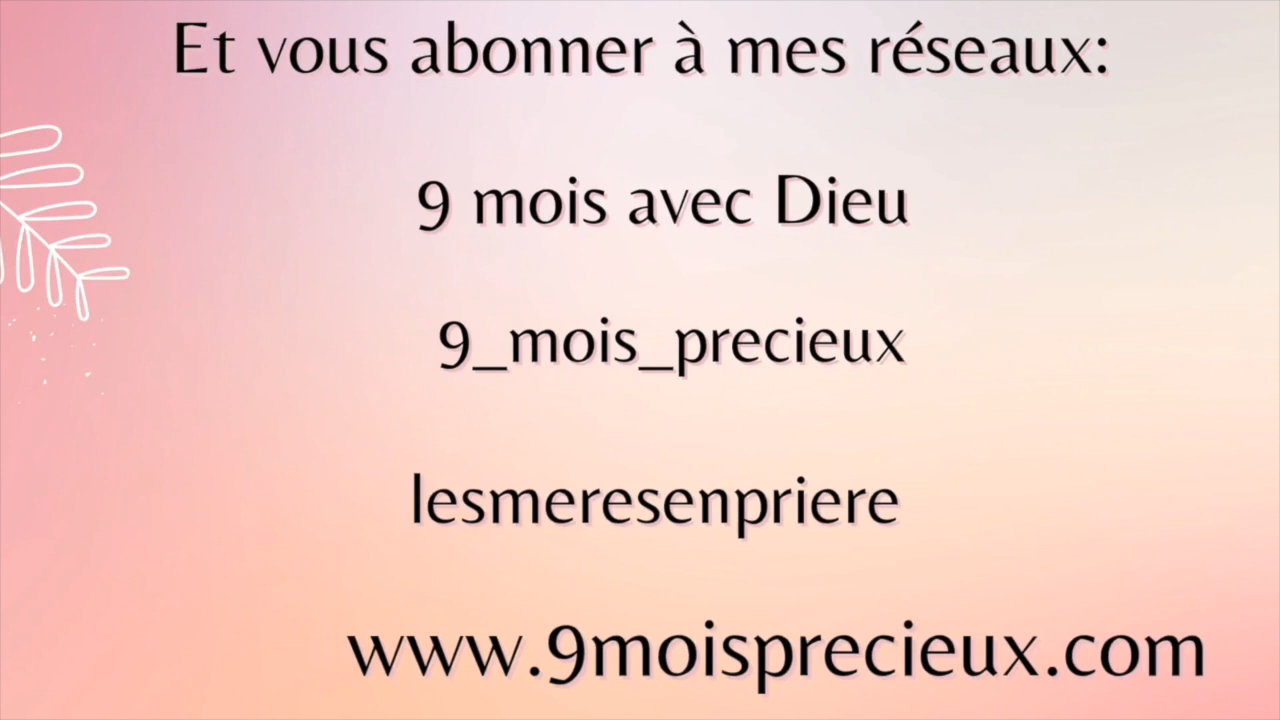 Et vous abonner à mes réseaux:
9 mois avec Dieu
9_mois_precieux
lesmeresenpriere
www.9moisprecieux.com